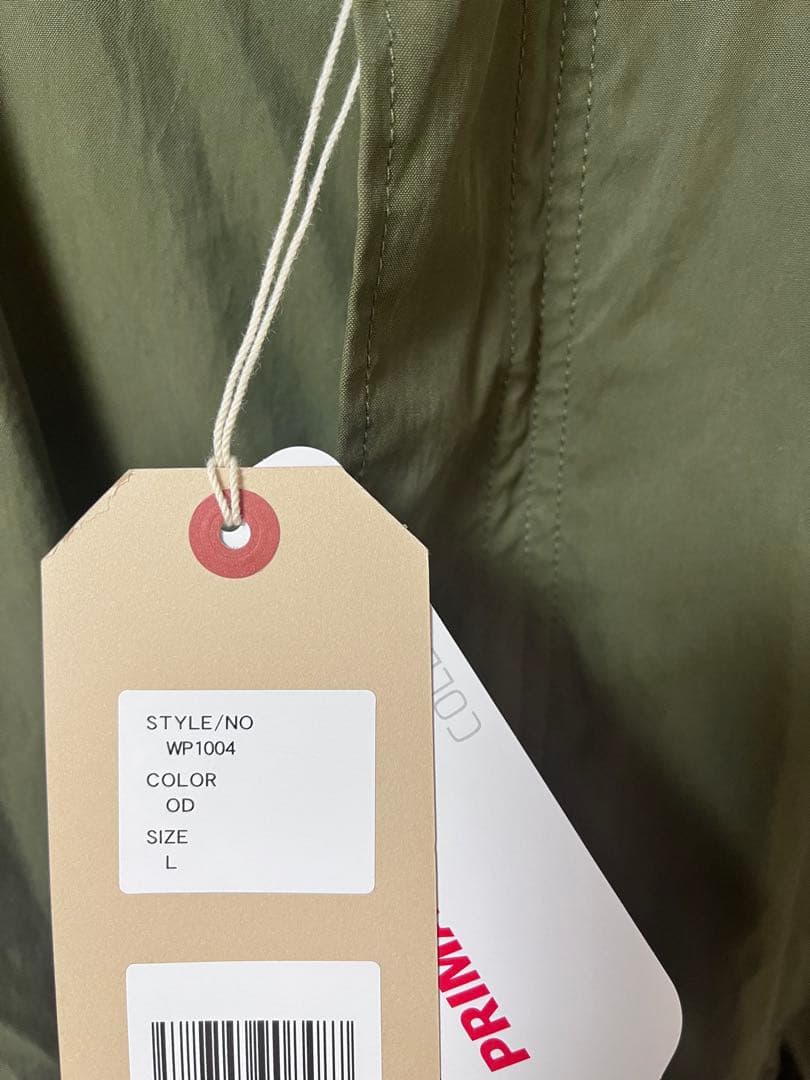 STYLE/NO
WP1004
COLOR
OD
SIZE
L